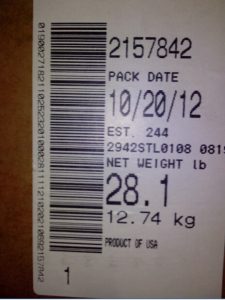 2157842
PACK DATE
10/20/12
EST. 244
2942STL0108 081
NET WEIGHT lb
28.1
12.74 kg
PRODUCT OF USA
1